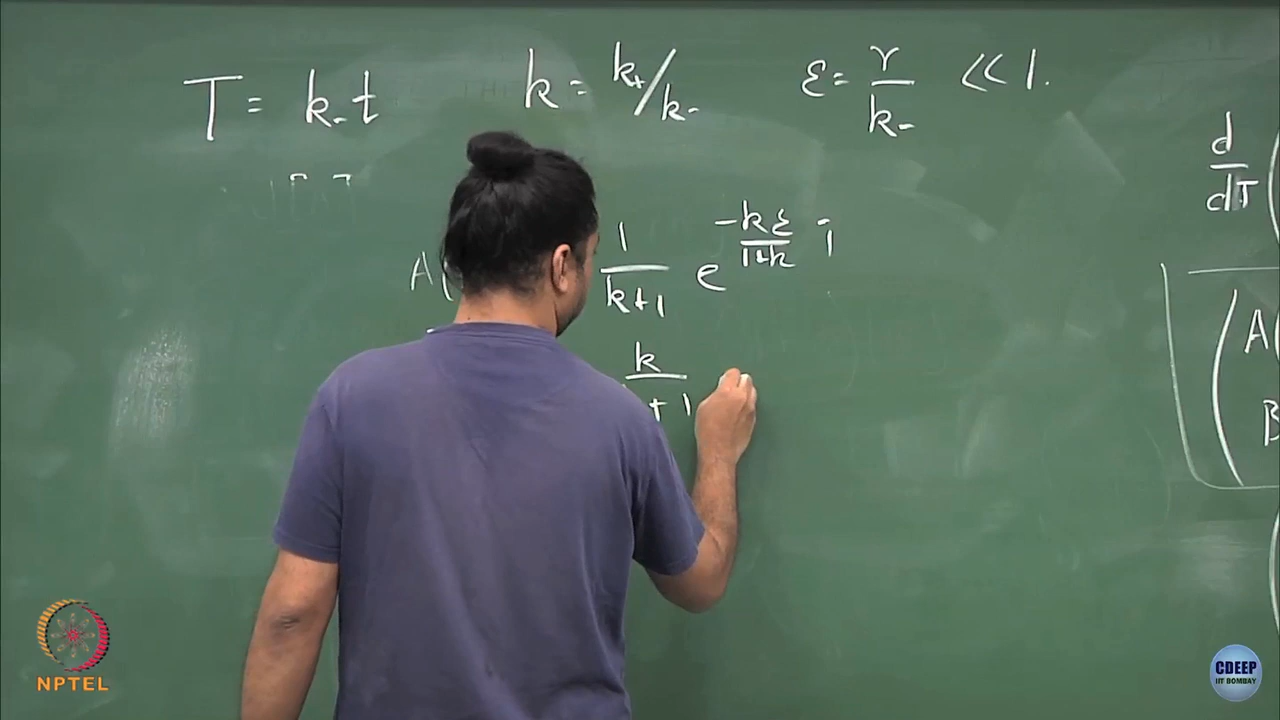 T = k₋t k = k₊/k₋ ε = r/k₋ << 1.
d/dT (
A( 1/(k+1) e^(-kε/(1+k))
k/ +1
( A(
B
NPTEL
CDEEP
IIT BOMBAY